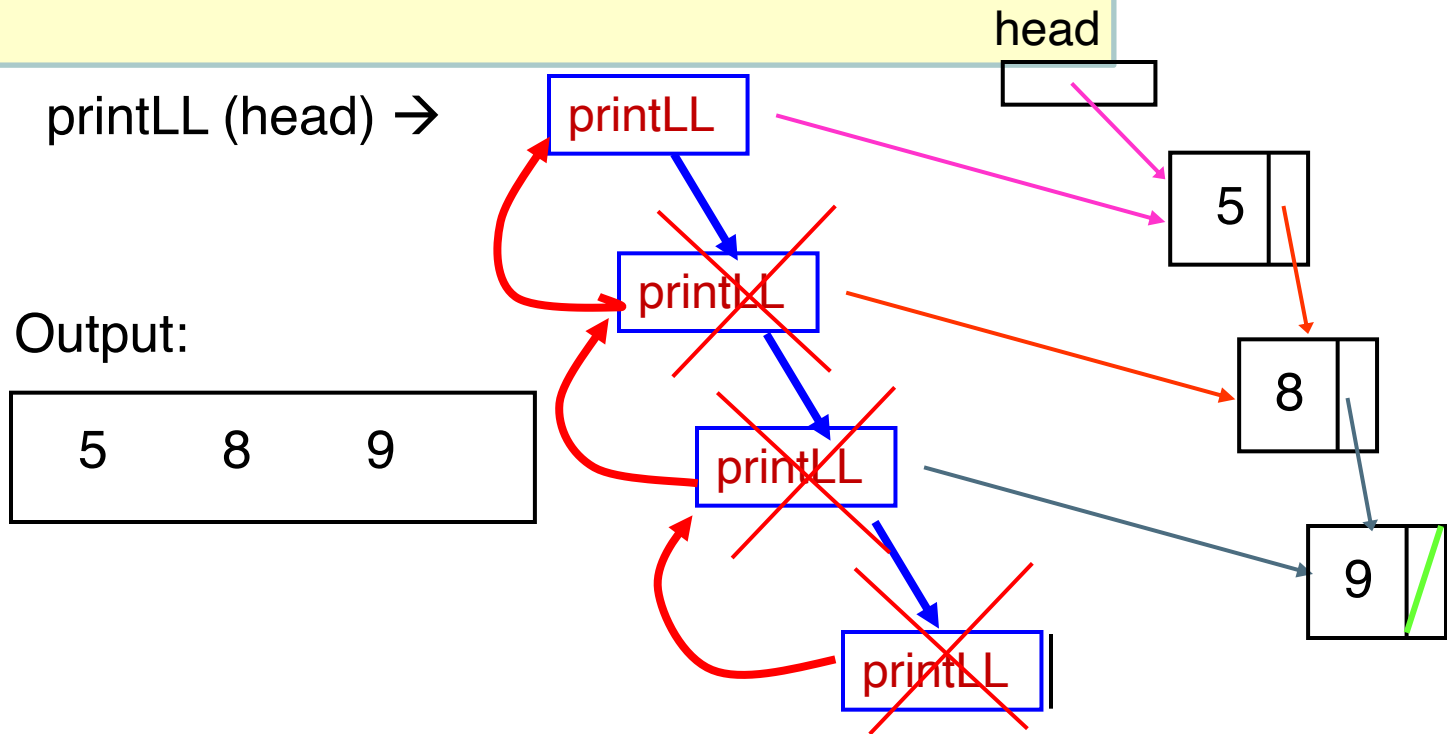 head
printLL (head) →
printLL
5
printLL
Output:
8
5 8 9
printLL
9
printLL